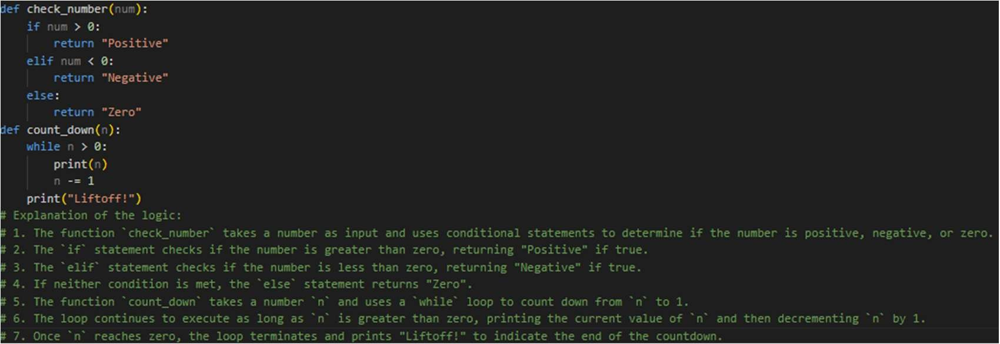 def check_number(num):
    if num > 0:
        return "Positive"
    elif num < 0:
        return "Negative"
    else:
        return "Zero"
def count_down(n):
    while n > 0:
        print(n)
        n -= 1
    print("Liftoff!")
# Explanation of the logic:
# 1. The function `check_number` takes a number as input and uses conditional statements to determine if the number is positive, negative, or zero.
# 2. The `if` statement checks if the number is greater than zero, returning "Positive" if true.
# 3. The `elif` statement checks if the number is less than zero, returning "Negative" if true.
# 4. If neither condition is met, the `else` statement returns "Zero".
# 5. The function `count_down` takes a number `n` and uses a `while` loop to count down from `n` to 1.
# 6. The loop continues to execute as long as `n` is greater than zero, printing the current value of `n` and then decrementing `n` by 1.
# 7. Once `n` reaches zero, the loop terminates and prints "Liftoff!" to indicate the end of the countdown.